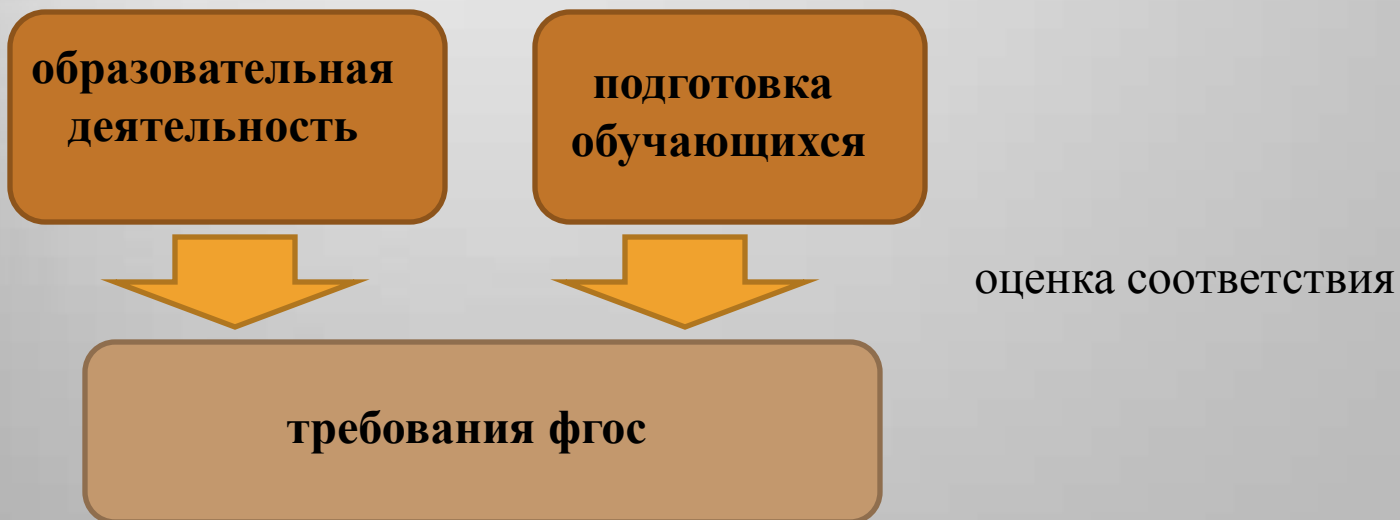 образовательная
деятельность
подготовка
обучающихся
оценка соответствия
требования фгос